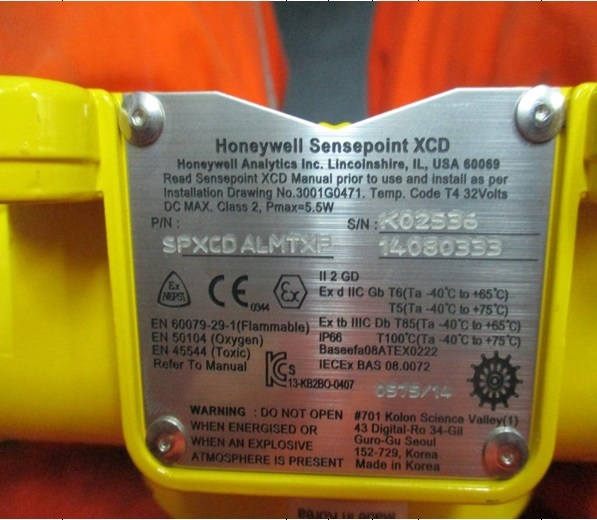 Honeywell Sensepoint XCD
Honeywell Analytics Inc. Lincolnshire, IL, USA 60069
Read Sensepoint XCD Manual prior to use and install as per
Installation Drawing No.3001G0471. Temp. Code T4 32Volts
DC MAX. Class 2, Pmax=5.5W
P/N : S/N : K02536
SPXCDALMTXF 14080333
Ex NEPSI CE 0344 Ex
II 2 GD
Ex d IIC Gb T6(Ta -40°C to +65°C)
T5(Ta -40°C to +75°C)
EN 60079-29-1(Flammable) Ex tb IIIC Db T85(Ta -40°C to +65°C)
EN 50104 (Oxygen) IP66 T100°C(Ta -40°C to +75°C)
EN 45544 (Toxic) Baseefa08ATEX0222
Refer To Manual IECEx BAS 08.0072
KCs 13-KB2BO-0407
0575/14
WARNING : DO NOT OPEN #701 Kolon Science Valley(1)
WHEN ENERGISED OR 43 Digital-Ro 34-Gil
WHEN AN EXPLOSIVE Guro-Gu Seoul
ATMOSPHERE IS PRESENT 152-729, Korea
Made in Korea